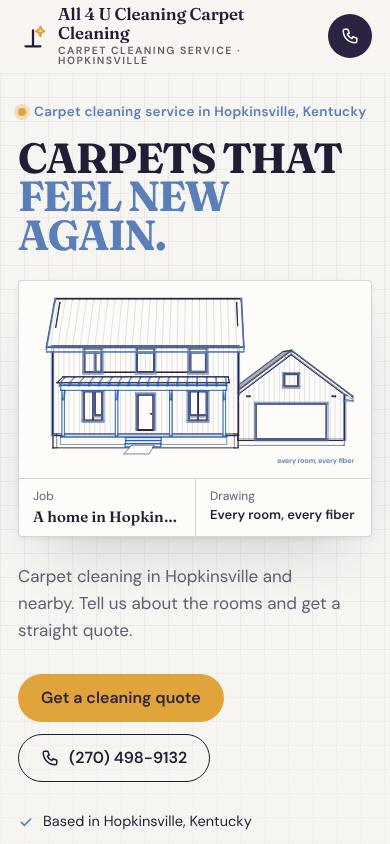 All 4 U Cleaning Carpet
Cleaning
CARPET CLEANING SERVICE ·
HOPKINSVILLE
Carpet cleaning service in Hopkinsville, Kentucky
CARPETS THAT
FEEL NEW
AGAIN.
every room, every fiber
Job
A home in Hopkin...
Drawing
Every room, every fiber
Carpet cleaning in Hopkinsville and
nearby. Tell us about the rooms and get a
straight quote.
Get a cleaning quote
(270) 498-9132
Based in Hopkinsville, Kentucky